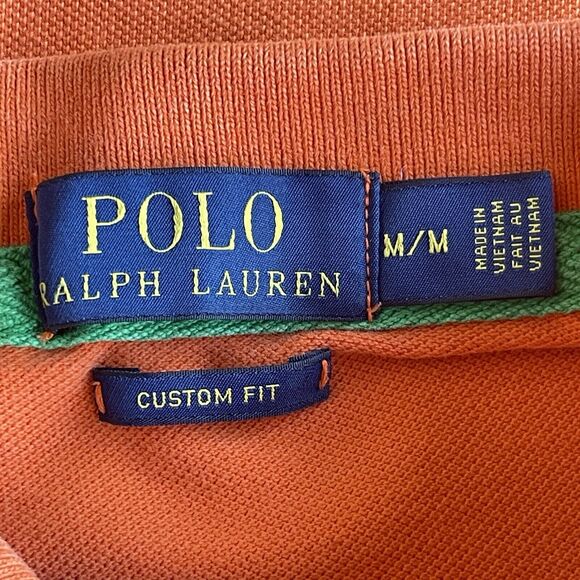 POLO
RALPH LAUREN
M/M
MADE IN
VIETNAM
FAIT AU
VIETNAM
CUSTOM FIT